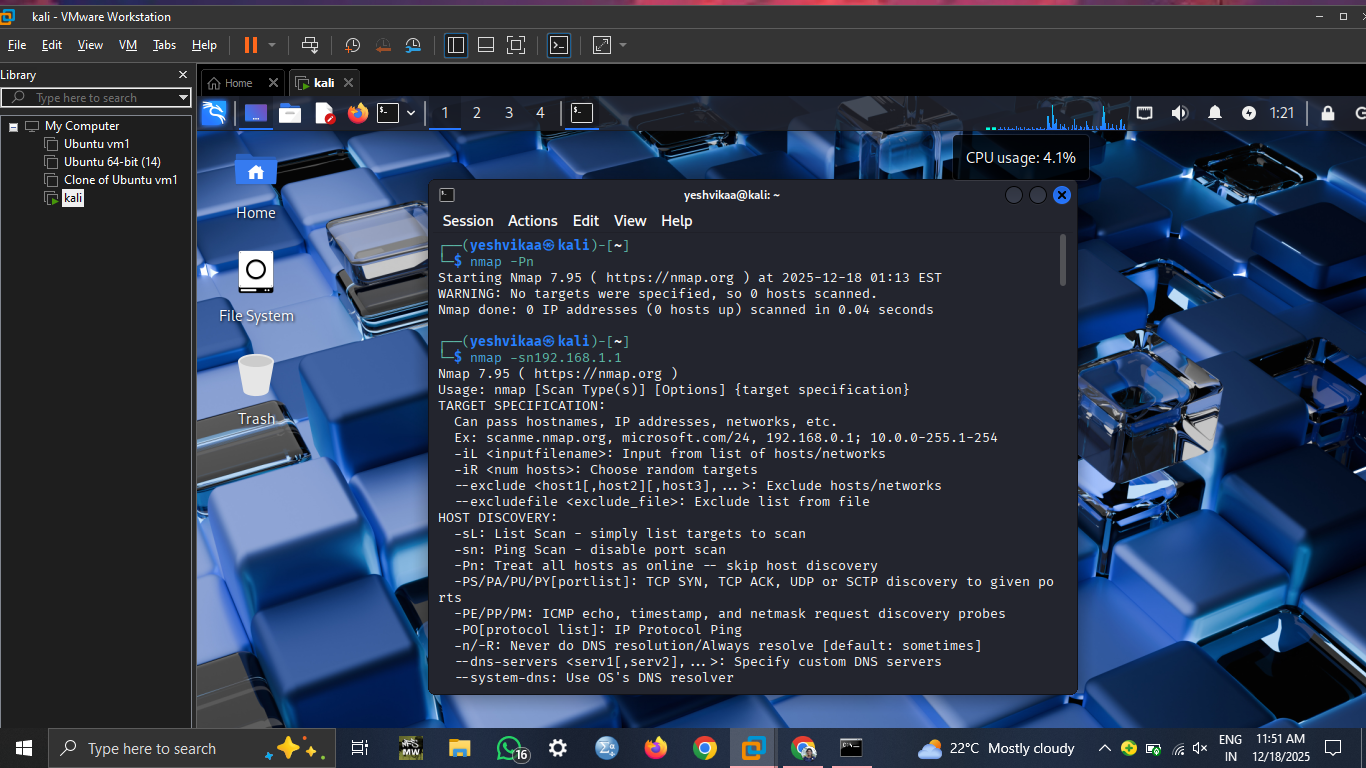 kali - VMware Workstation
File Edit View VM Tabs Help
Library
Type here to search
Home
kali
My Computer
Ubuntu vm1
Ubuntu 64-bit (14)
Clone of Ubuntu vm1
kali
1 2 3 4
1:21
CPU usage: 4.1%
Home
File System
Trash
yeshvikaa@kali: ~
Session Actions Edit View Help
┌──(yeshvikaa㉿kali)-[~]
└─$ nmap -Pn
Starting Nmap 7.95 ( https://nmap.org ) at 2025-12-18 01:13 EST
WARNING: No targets were specified, so 0 hosts scanned.
Nmap done: 0 IP addresses (0 hosts up) scanned in 0.04 seconds
┌──(yeshvikaa㉿kali)-[~]
└─$ nmap -sn192.168.1.1
Nmap 7.95 ( https://nmap.org )
Usage: nmap [Scan Type(s)] [Options] {target specification}
TARGET SPECIFICATION:
Can pass hostnames, IP addresses, networks, etc.
Ex: scanme.nmap.org, microsoft.com/24, 192.168.0.1; 10.0.0-255.1-254
-iL <inputfilename>: Input from list of hosts/networks
-iR <num hosts>: Choose random targets
--exclude <host1[,host2][,host3],...>: Exclude hosts/networks
--excludefile <exclude_file>: Exclude list from file
HOST DISCOVERY:
-sL: List Scan - simply list targets to scan
-sn: Ping Scan - disable port scan
-Pn: Treat all hosts as online -- skip host discovery
-PS/PA/PU/PY[portlist]: TCP SYN, TCP ACK, UDP or SCTP discovery to given po
rts
-PE/PP/PM: ICMP echo, timestamp, and netmask request discovery probes
-PO[protocol list]: IP Protocol Ping
-n/-R: Never do DNS resolution/Always resolve [default: sometimes]
--dns-servers <serv1[,serv2],...>: Specify custom DNS servers
--system-dns: Use OS's DNS resolver
Type here to search
MW
16
22°C Mostly cloudy
ENG
IN
11:51 AM
12/18/2025